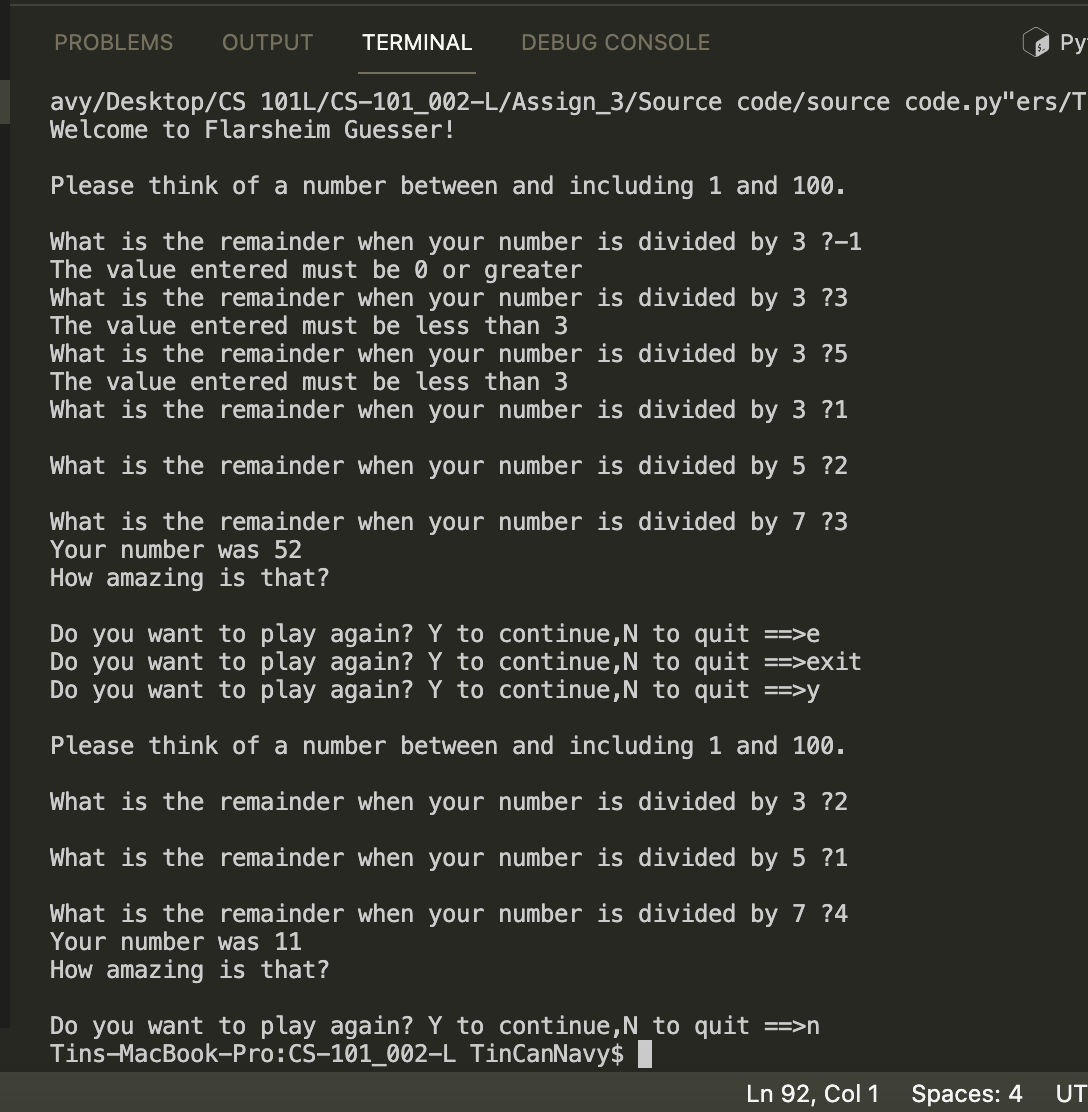 PROBLEMS OUTPUT TERMINAL DEBUG CONSOLE
avy/Desktop/CS 101L/CS-101_002-L/Assign_3/Source code/source code.py"ers/T
Welcome to Flarsheim Guesser!
Please think of a number between and including 1 and 100.
What is the remainder when your number is divided by 3 ?-1
The value entered must be 0 or greater
What is the remainder when your number is divided by 3 ?3
The value entered must be less than 3
What is the remainder when your number is divided by 3 ?5
The value entered must be less than 3
What is the remainder when your number is divided by 3 ?1
What is the remainder when your number is divided by 5 ?2
What is the remainder when your number is divided by 7 ?3
Your number was 52
How amazing is that?
Do you want to play again? Y to continue,N to quit ==>e
Do you want to play again? Y to continue,N to quit ==>exit
Do you want to play again? Y to continue,N to quit ==>y
Please think of a number between and including 1 and 100.
What is the remainder when your number is divided by 3 ?2
What is the remainder when your number is divided by 5 ?1
What is the remainder when your number is divided by 7 ?4
Your number was 11
How amazing is that?
Do you want to play again? Y to continue,N to quit ==>n
Tins-MacBook-Pro:CS-101_002-L TinCanNavy$
Ln 92, Col 1 Spaces: 4